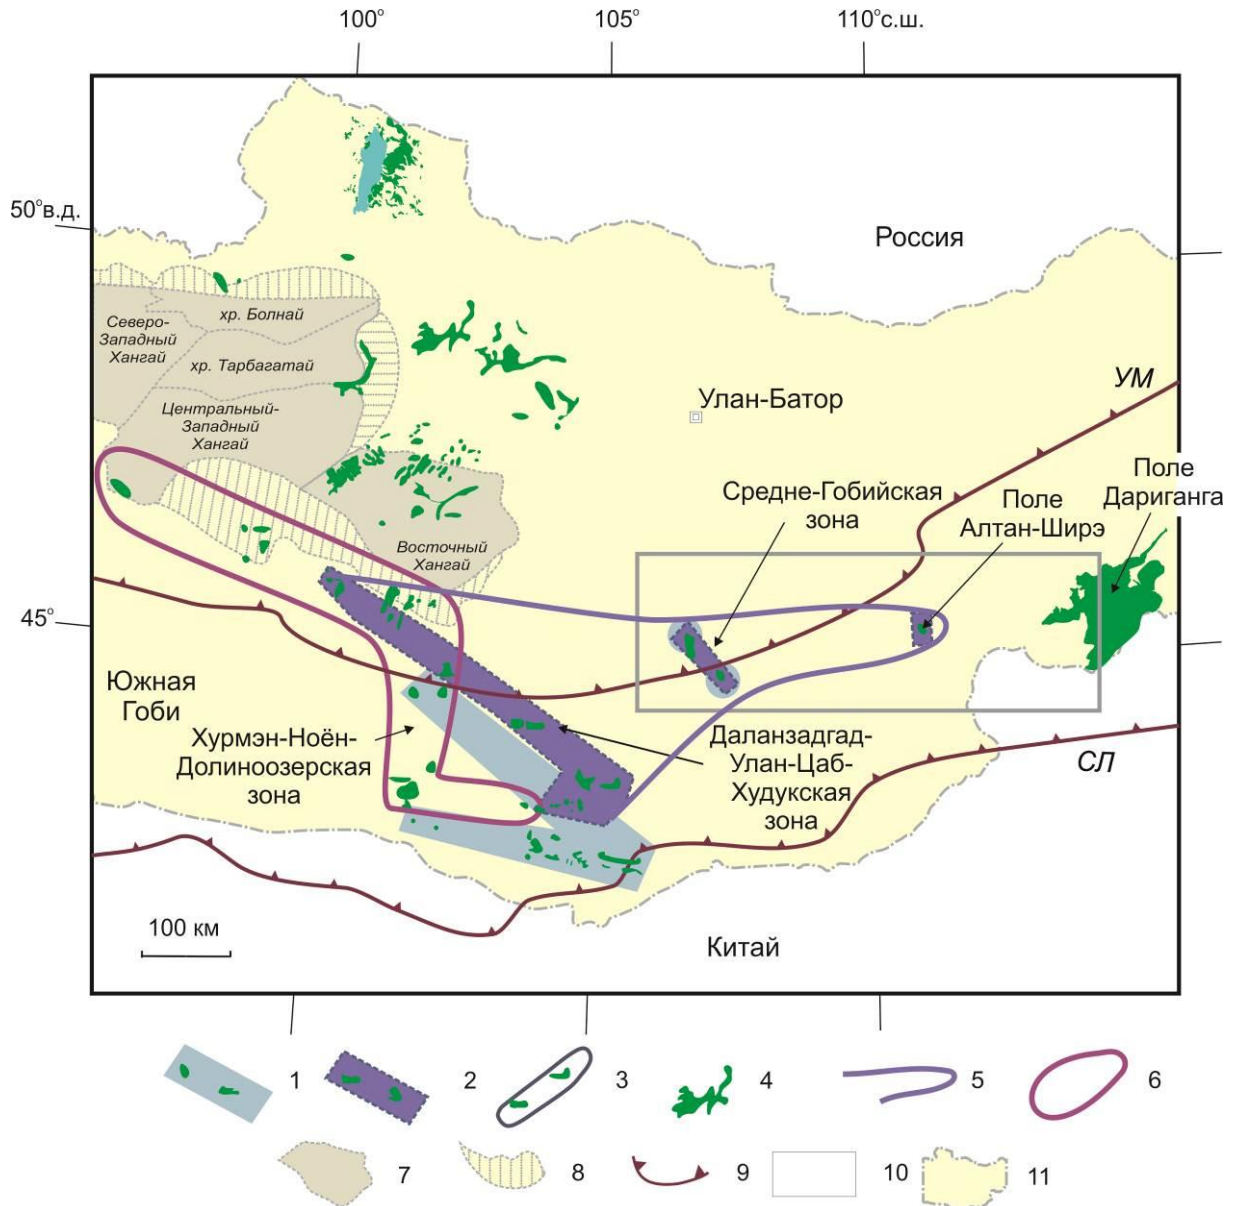 100°
105°
110°с.ш.
50°в.д.
Россия
хр. Болнай
Северо-
Западный
Хангай
хр. Тарбагатай
УМ
Улан-Батор
Центральный-
Западный
Хангай
Поле
Дариганга
Средне-Гобийская
зона
Поле
Алтан-Ширэ
Восточный
Хангай
45°
Южная
Гоби
Хурмэн-Ноён-
Долиноозерская
зона
Даланзадгад-
Улан-Цаб-
Худукская
зона
СЛ
100 км
Китай
1
2
3
4
5
6
7
8
9
10
11